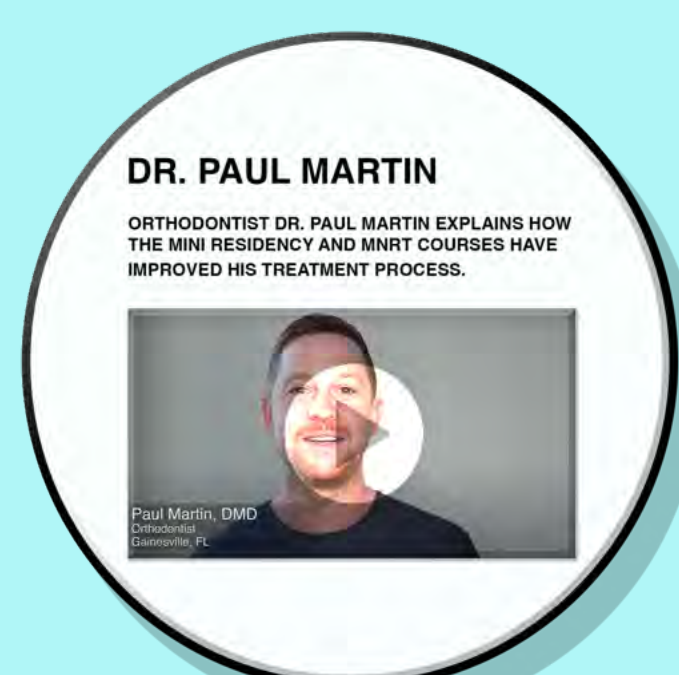 DR. PAUL MARTIN
ORTHODONTIST DR. PAUL MARTIN EXPLAINS HOW
THE MINI RESIDENCY AND MNRT COURSES HAVE
IMPROVED HIS TREATMENT PROCESS.
Paul Martin, DMD
Orthodontist
Gainesville, FL